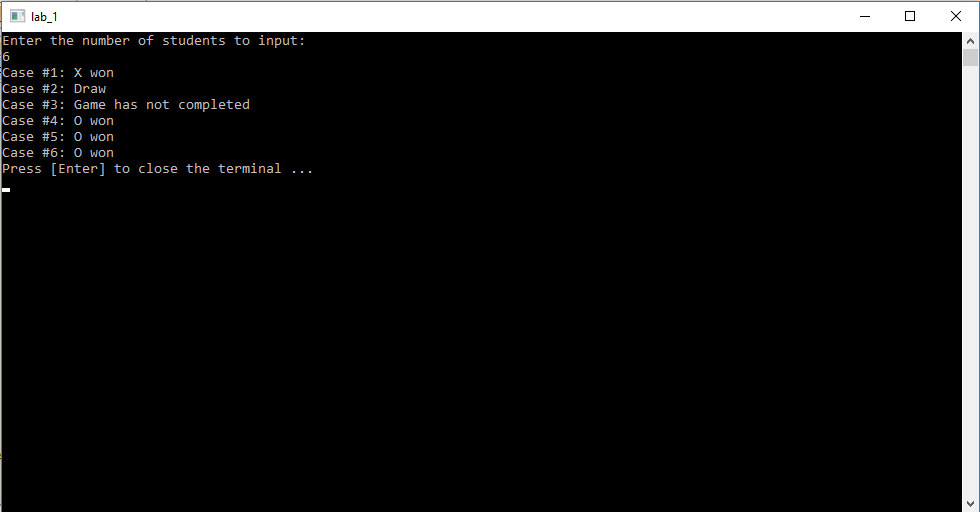 lab_1
Enter the number of students to input:
6
Case #1: X won
Case #2: Draw
Case #3: Game has not completed
Case #4: O won
Case #5: O won
Case #6: O won
Press [Enter] to close the terminal ...